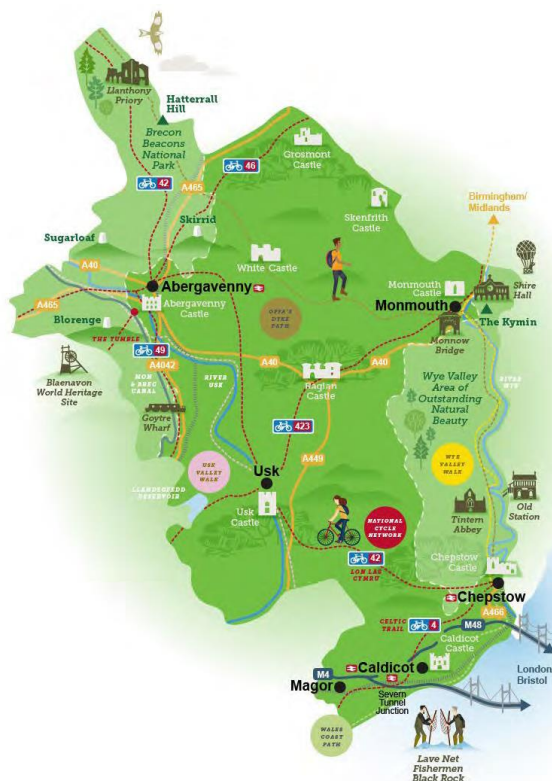 Llanthony
Priory
Hatterrall
Hill
Brecon
Beacons
National
Park
42
46
A465
Grosmont
Castle
Skirrid
Skenfrith
Castle
Birmingham/
Midlands
Sugarloaf
A40
White Castle
Shire
Hall
Abergavenny
Monmouth
Castle
Monmouth
A465
Abergavenny
Castle
OFFA'S
DYKE
PATH
The Kymin
Blorenge
THE TUMBLE
Monnow
Bridge
49
A4042
A40
A40
Raglan
Castle
Blaenavon
World Heritage
Site
MON
& BREC
CANAL
RIVER
USK
Wye Valley
Area of
Outstanding
Natural
Beauty
RIVER
WYE
Goytre
Wharf
423
A449
USK
VALLEY
WALK
Usk
WYE
VALLEY
WALK
LLANDEGFEDD
RESERVOIR
Usk
Castle
NATIONAL
CYCLE
NETWORK
Tintern
Abbey
Old
Station
42
LON LAS
CYMRU
Chepstow
Castle
Chepstow
A466
CELTIC
TRAIL
4
M48
Caldicot
Castle
M4
Caldicot
Magor
Severn
Tunnel
Junction
London
Bristol
WALES
COAST
PATH
Lave Net
Fishermen
Black Rock